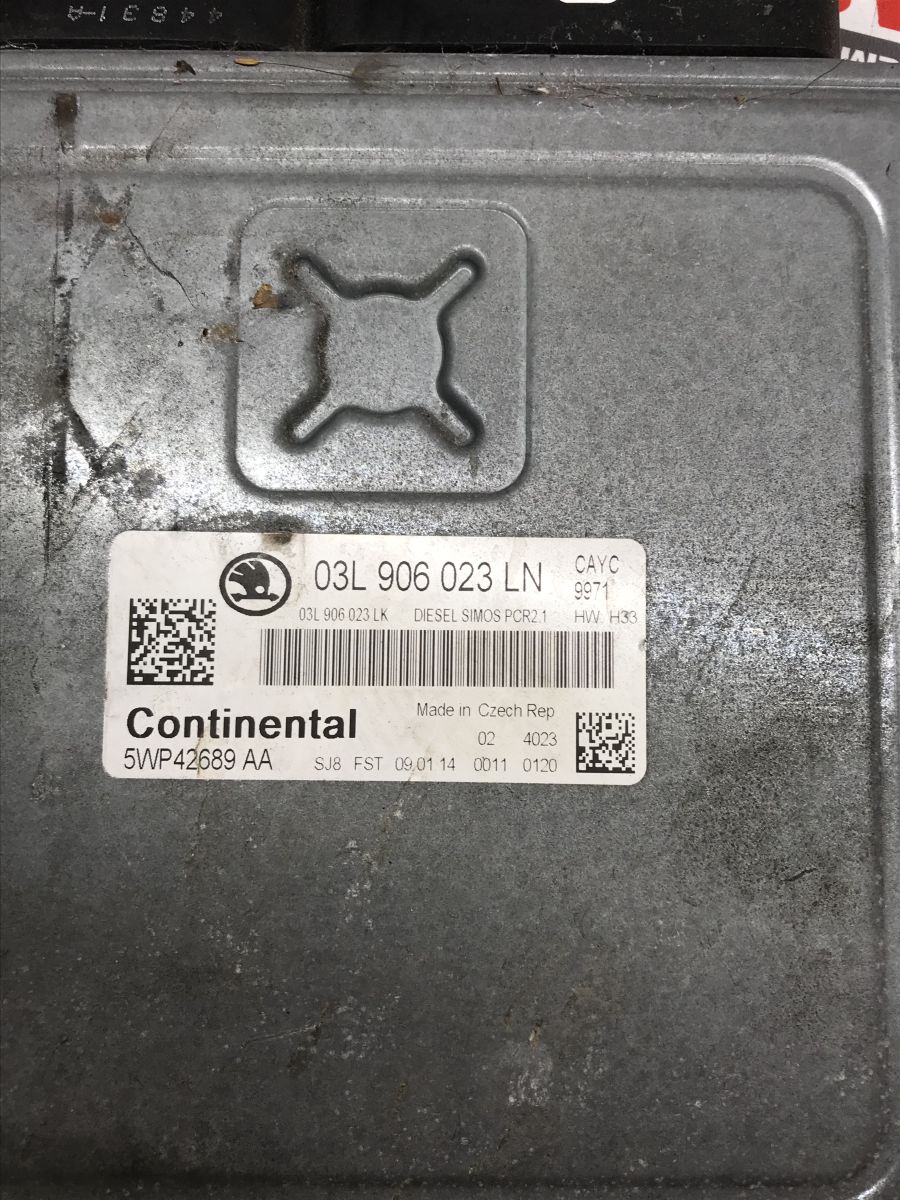 4831-A
03L 906 023 LN
CAYC
9971
03L 906 023 LK DIESEL SIMOS PCR2.1 HW H33
Continental
Made in Czech Rep
02 4023
5WP42689 AA
SJ8 FST 09.01.14 0011 0120